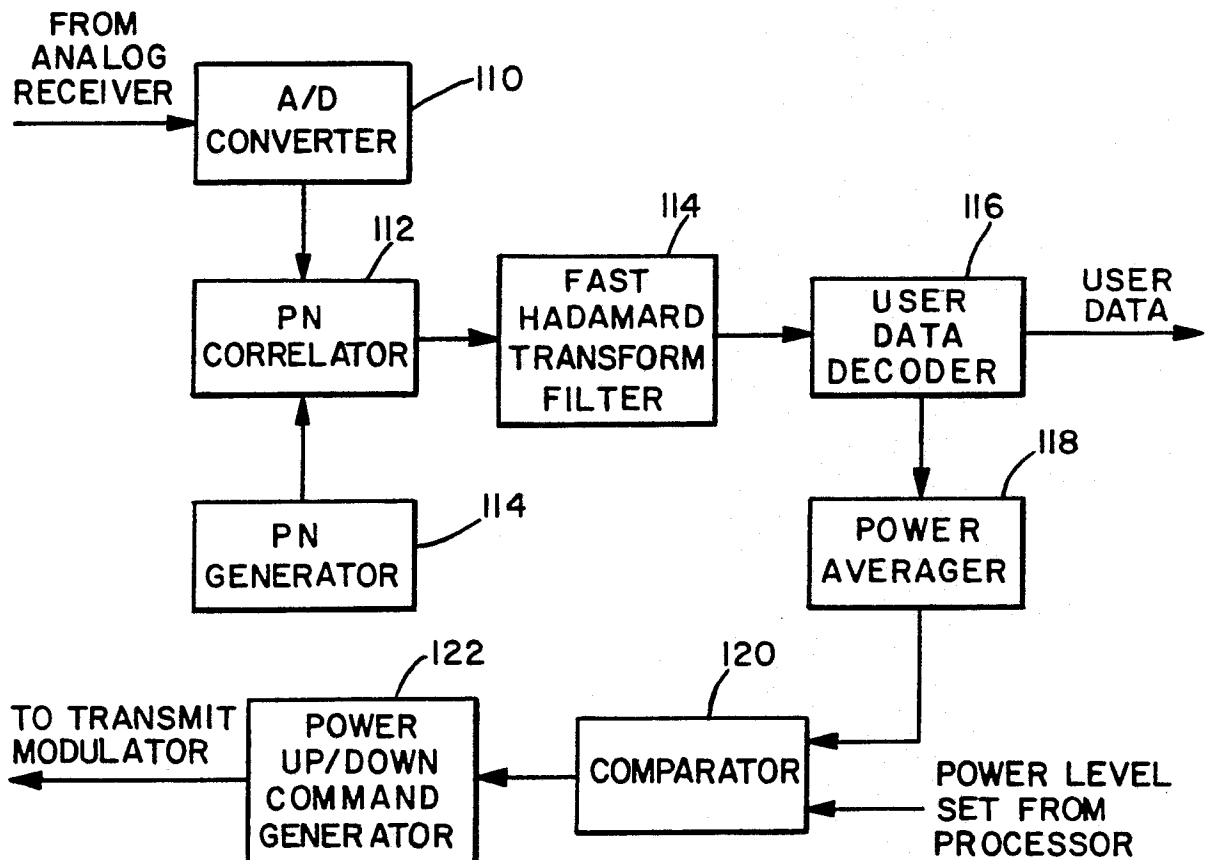 FROM
ANALOG
RECEIVER
A/D
CONVERTER
110
PN
CORRELATOR
112
FAST
HADAMARD
TRANSFORM
FILTER
114
USER
DATA
DECODER
116
USER
DATA
PN
GENERATOR
114
POWER
AVERAGER
118
TO TRANSMIT
MODULATOR
POWER
UP/DOWN
COMMAND
GENERATOR
122
COMPARATOR
120
POWER LEVEL
SET FROM
PROCESSOR